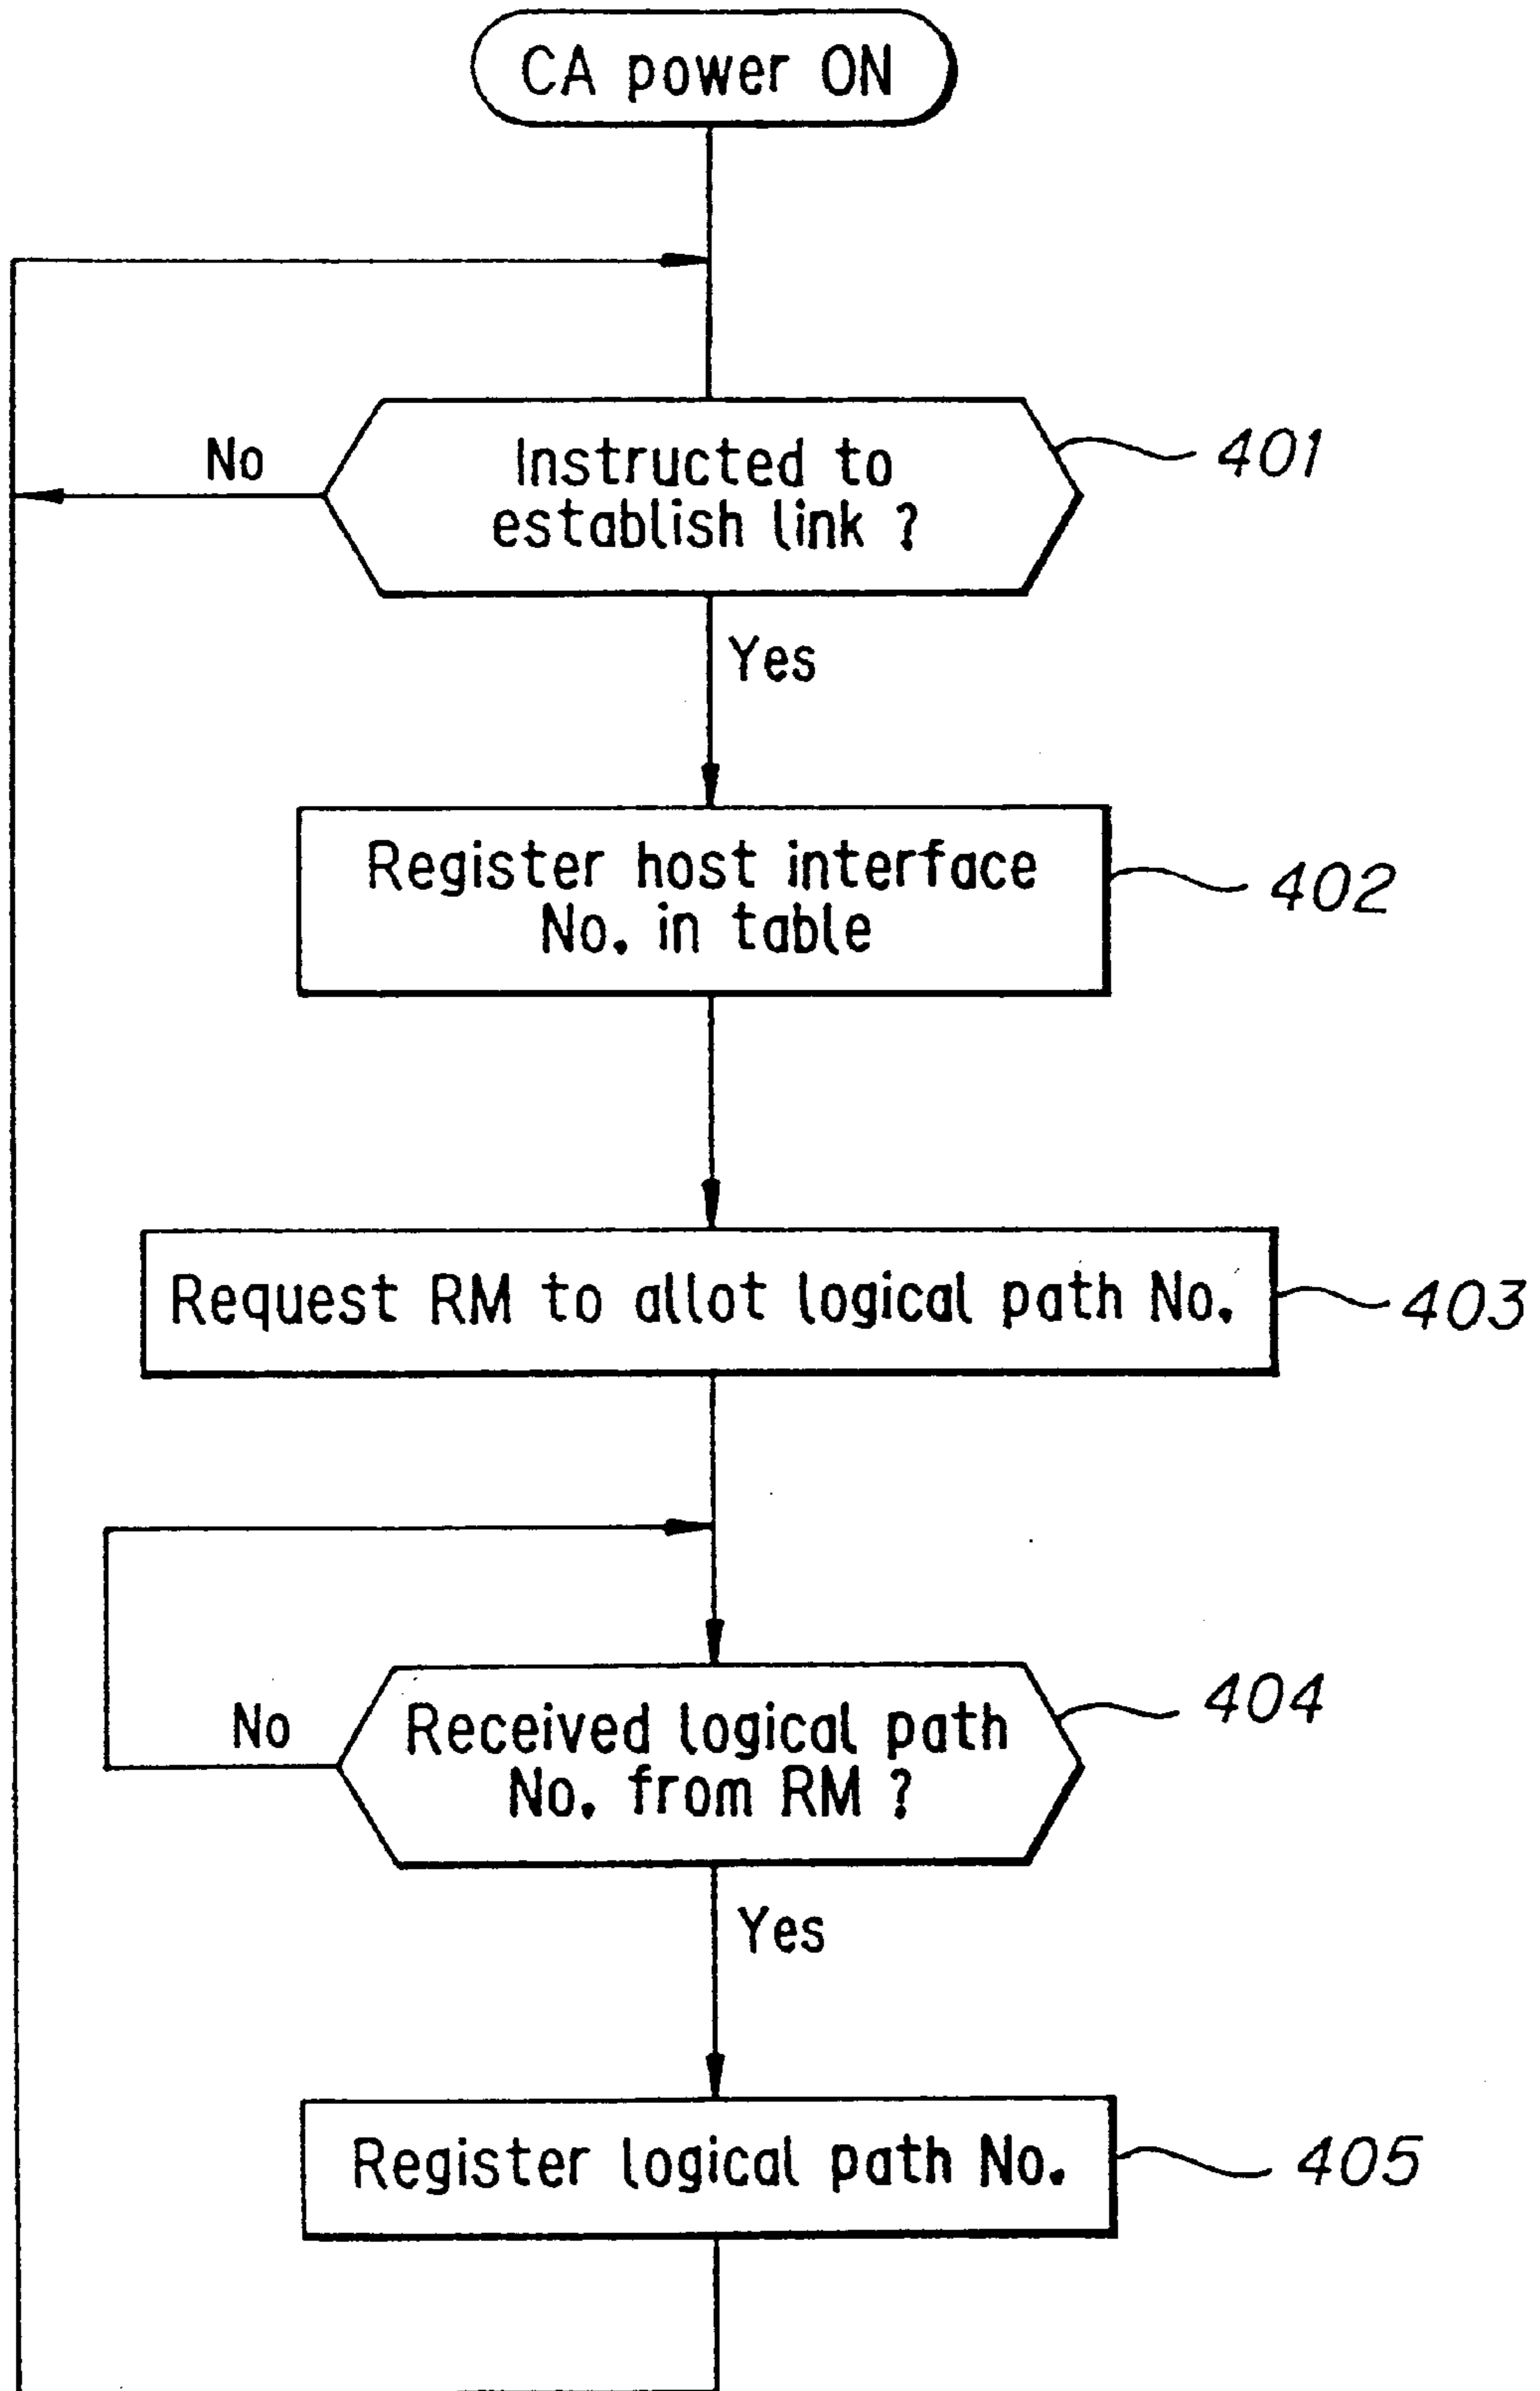 CA power ON
Instructed to
establish link ?
401
No
Yes
Register host interface
No. in table
402
Request RM to allot logical path No.
403
Received logical path
No. from RM ?
404
No
Yes
Register logical path No.
405